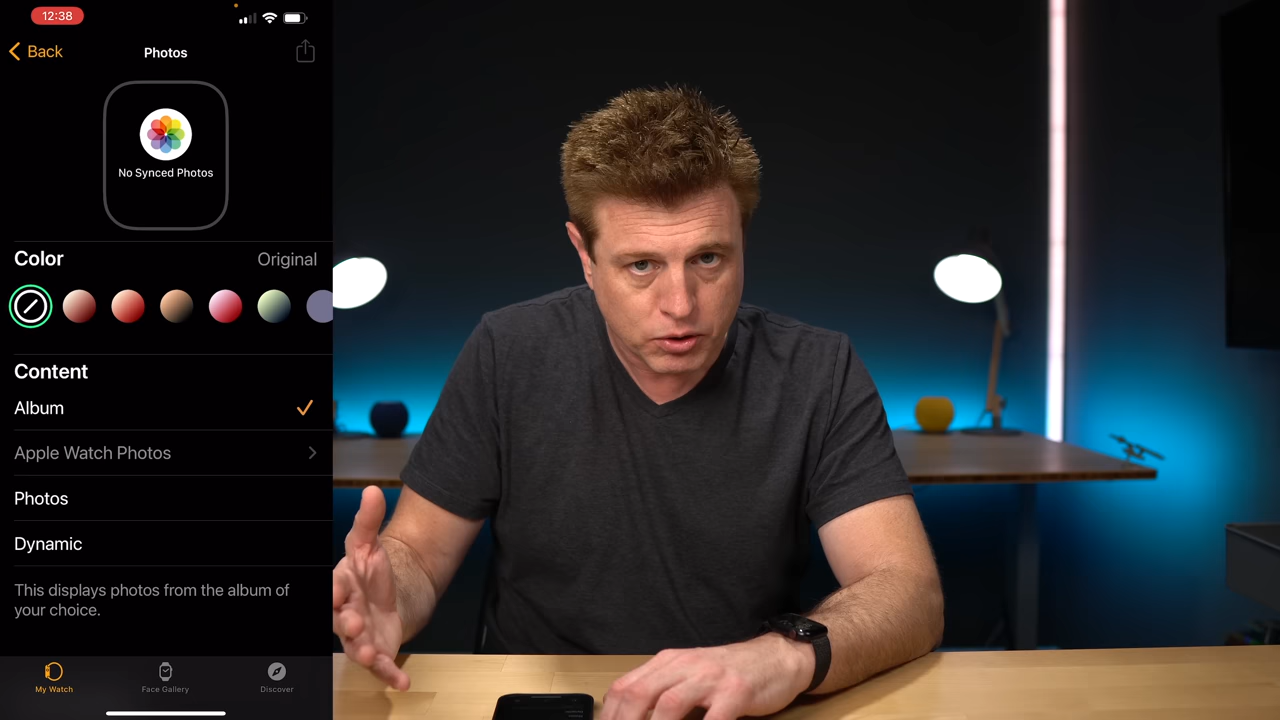 12:38
Back
Photos
No Synced Photos
Color
Original
Content
Album
Apple Watch Photos
Photos
Dynamic
This displays photos from the album of
your choice.
My Watch
Face Gallery
Discover